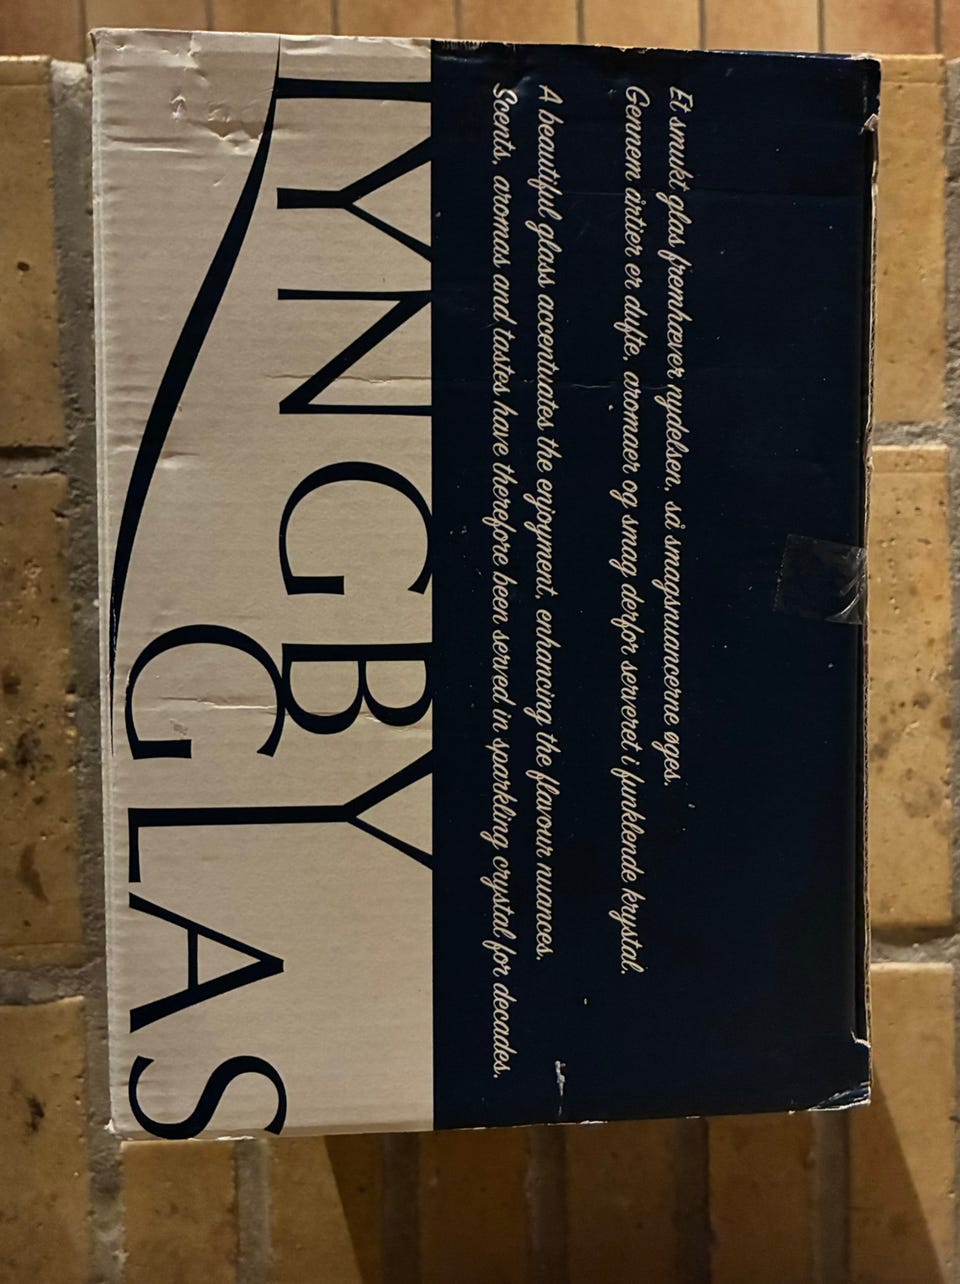 Et smukt glas fremhæver nydelsen, så smagsnuancerne øges.
Gennem årtier er dufte, aromaer og smag derfor serveret i funklende krystal.
A beautiful glass accentuates the enjoyment, enhancing the flavour nuances.
Scents, aromas and tastes have therefore been served in sparkling crystal for decades.
LYNGBY
GLAS